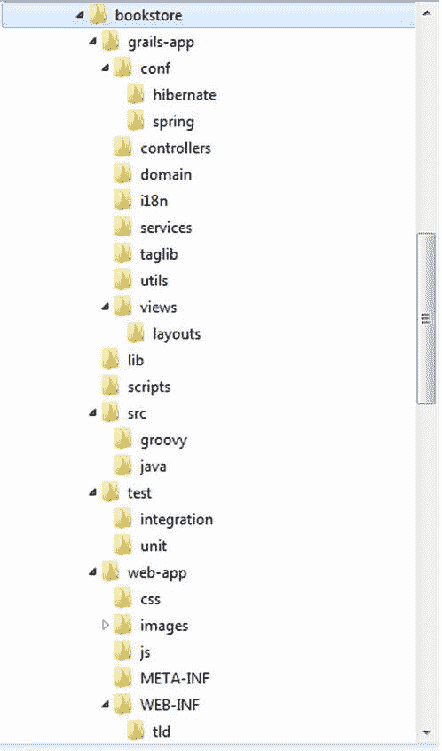 bookstore
grails-app
conf
hibernate
spring
controllers
domain
i18n
services
taglib
utils
views
layouts
lib
scripts
src
groovy
java
test
integration
unit
web-app
css
images
js
META-INF
WEB-INF
tld